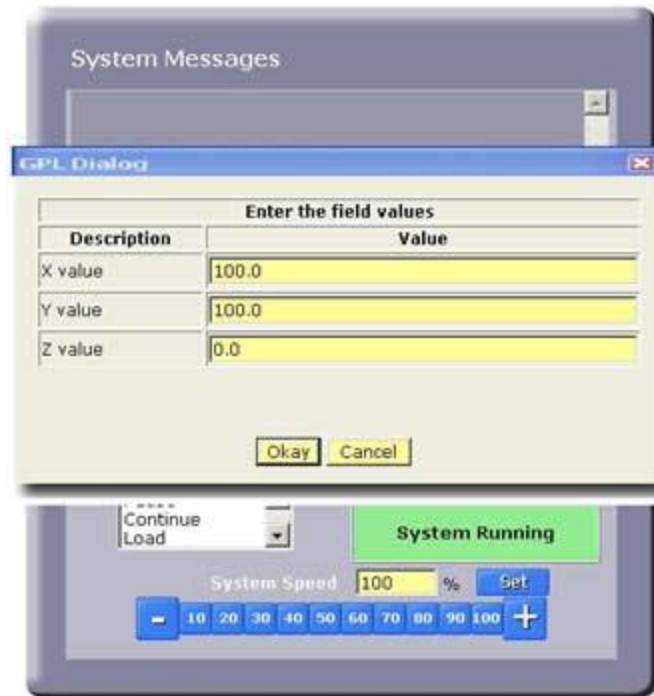 System Messages
GPL Dialog
Enter the field values
Description Value
X value 100.0
Y value 100.0
Z value 0.0
Okay Cancel
Continue
Load
System Running
System Speed 100 % Set
- 10 20 30 40 50 60 70 80 90 100 +